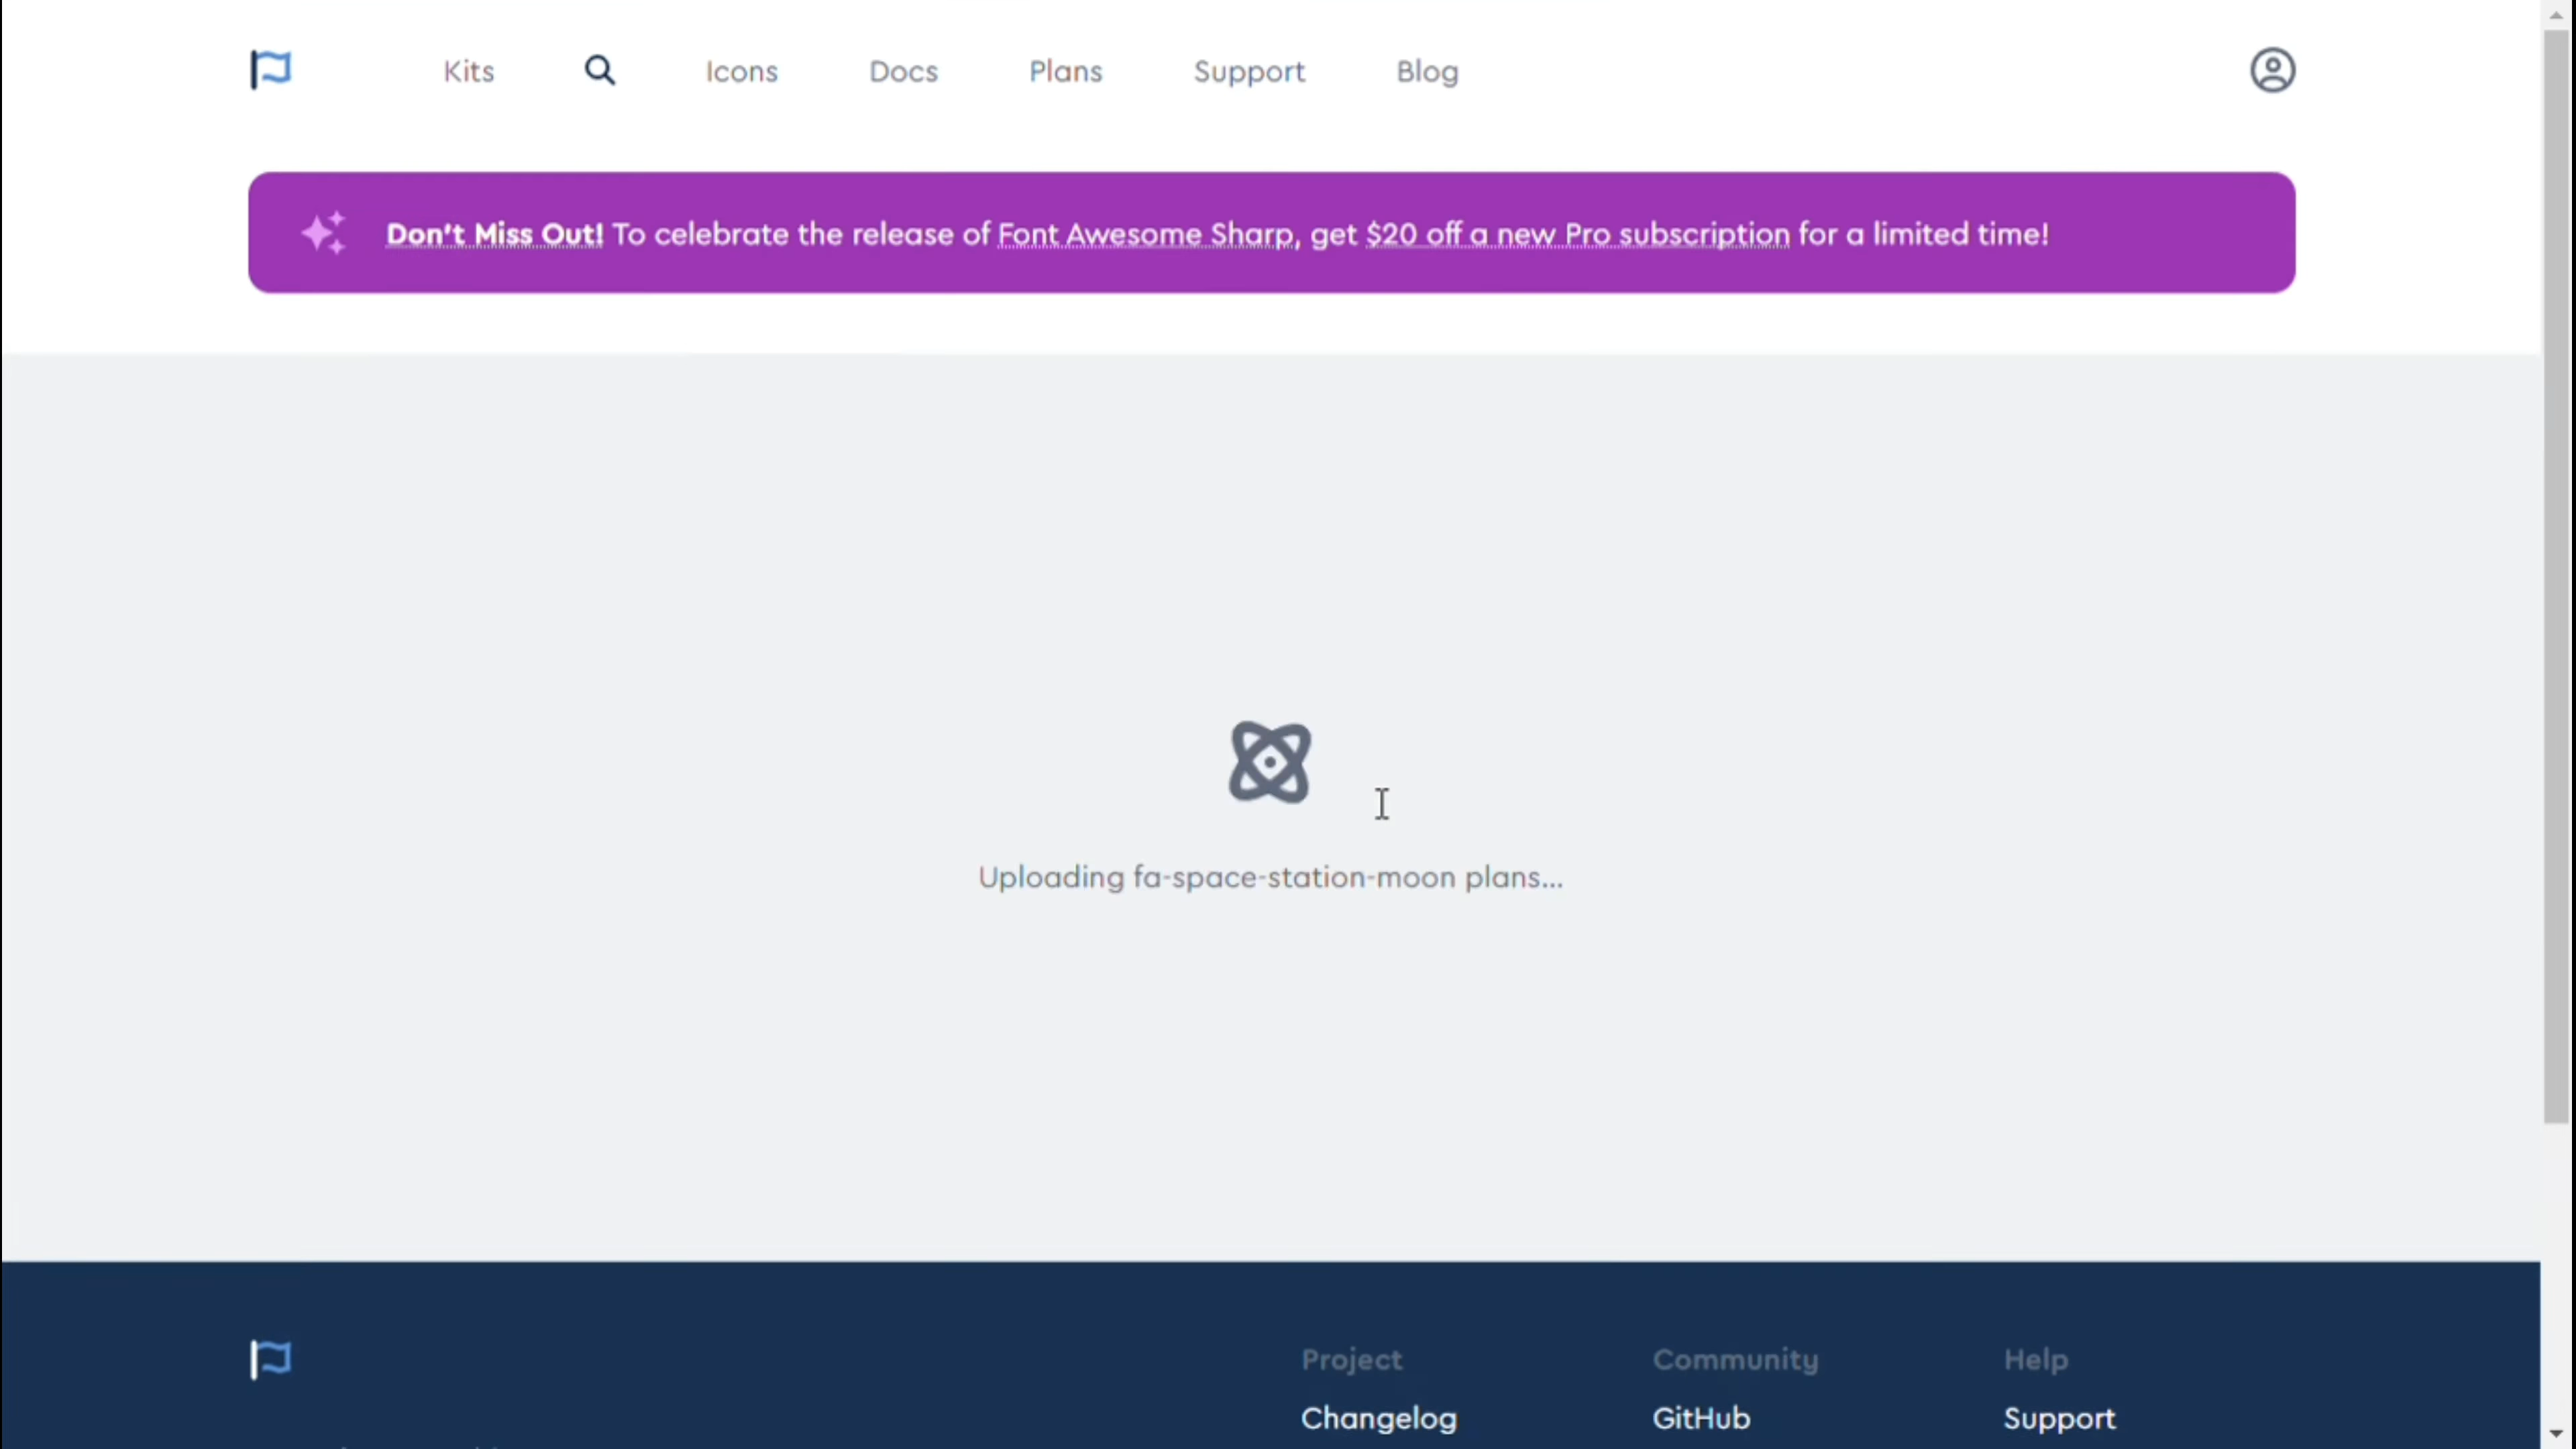 Kits Icons Docs Plans Support Blog
Don't Miss Out! To celebrate the release of Font Awesome Sharp, get $20 off a new Pro subscription for a limited time!
Uploading fa-space-station-moon plans...
Project Community Help
Changelog GitHub Support